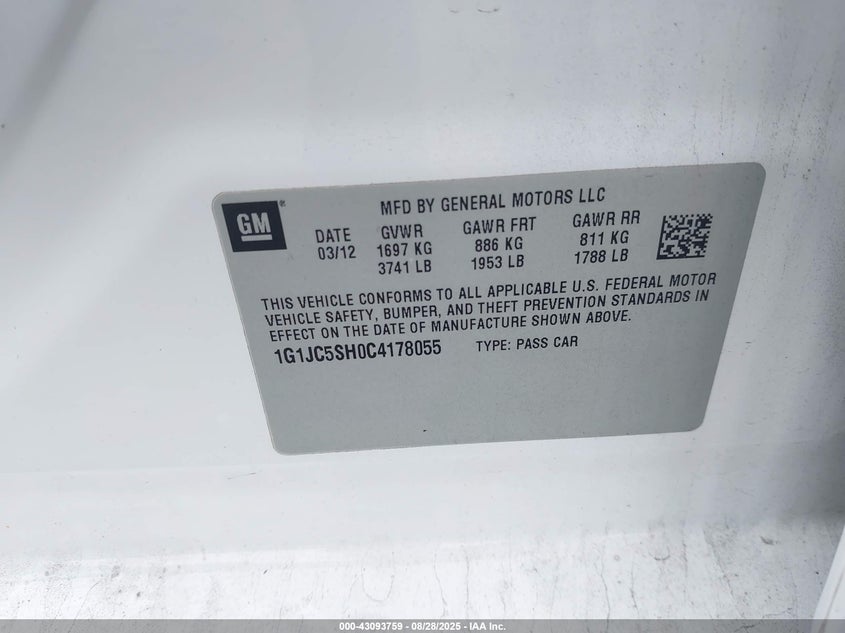 GM®
MFD BY GENERAL MOTORS LLC
DATE GVWR GAWR FRT GAWR RR
03/12 1697 KG 886 KG 811 KG
3741 LB 1953 LB 1788 LB
THIS VEHICLE CONFORMS TO ALL APPLICABLE U.S. FEDERAL MOTOR
VEHICLE SAFETY, BUMPER, AND THEFT PREVENTION STANDARDS IN
EFFECT ON THE DATE OF MANUFACTURE SHOWN ABOVE.
1G1JC5SH0C4178055 TYPE: PASS CAR
000-43093759 - 08/28/2025 - IAA Inc.